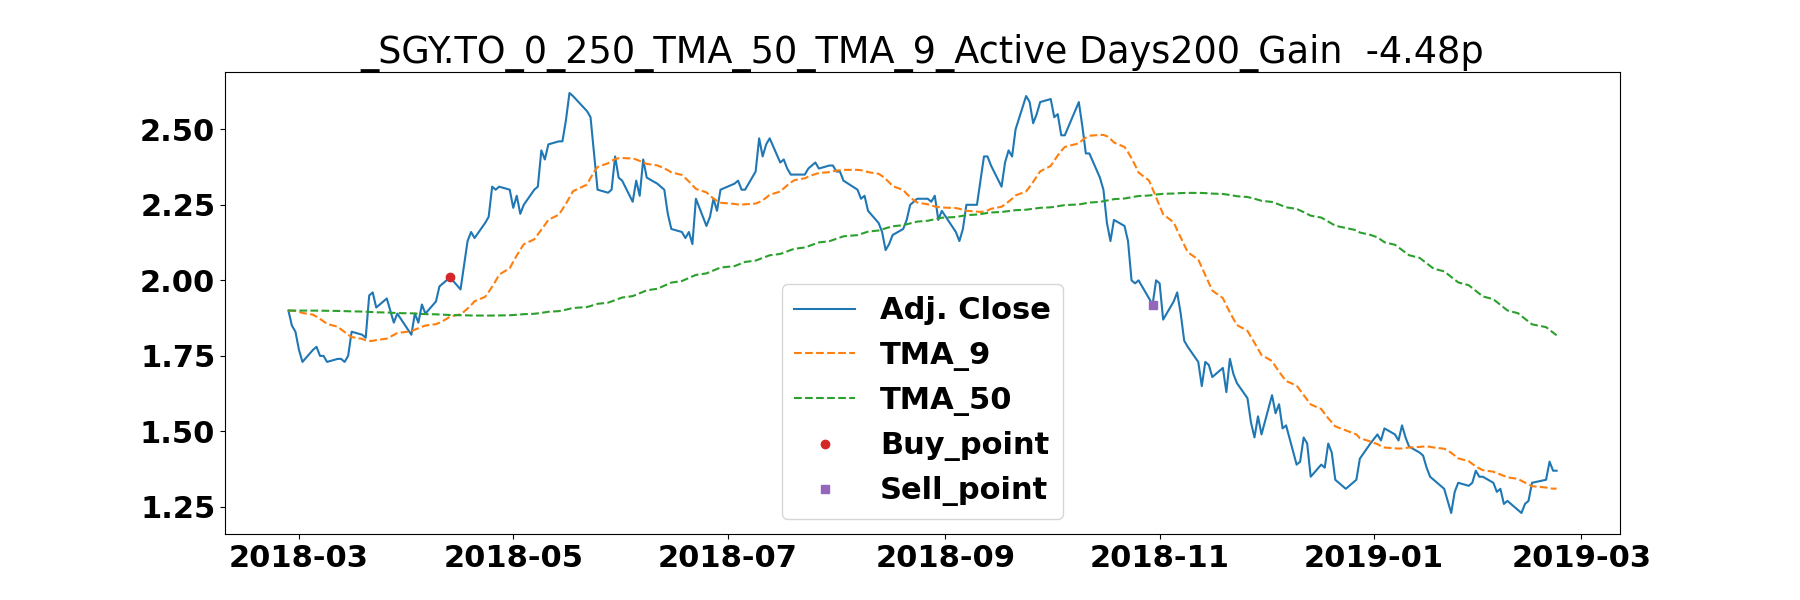 _SGY.TO_0_250_TMA_50_TMA_9_Active Days200_Gain  -4.48p
2.50
2.25
2.00
1.75
1.50
1.25
Adj. Close
TMA_9
TMA_50
Buy_point
Sell_point
2018-03 2018-05 2018-07 2018-09 2018-11 2019-01 2019-03